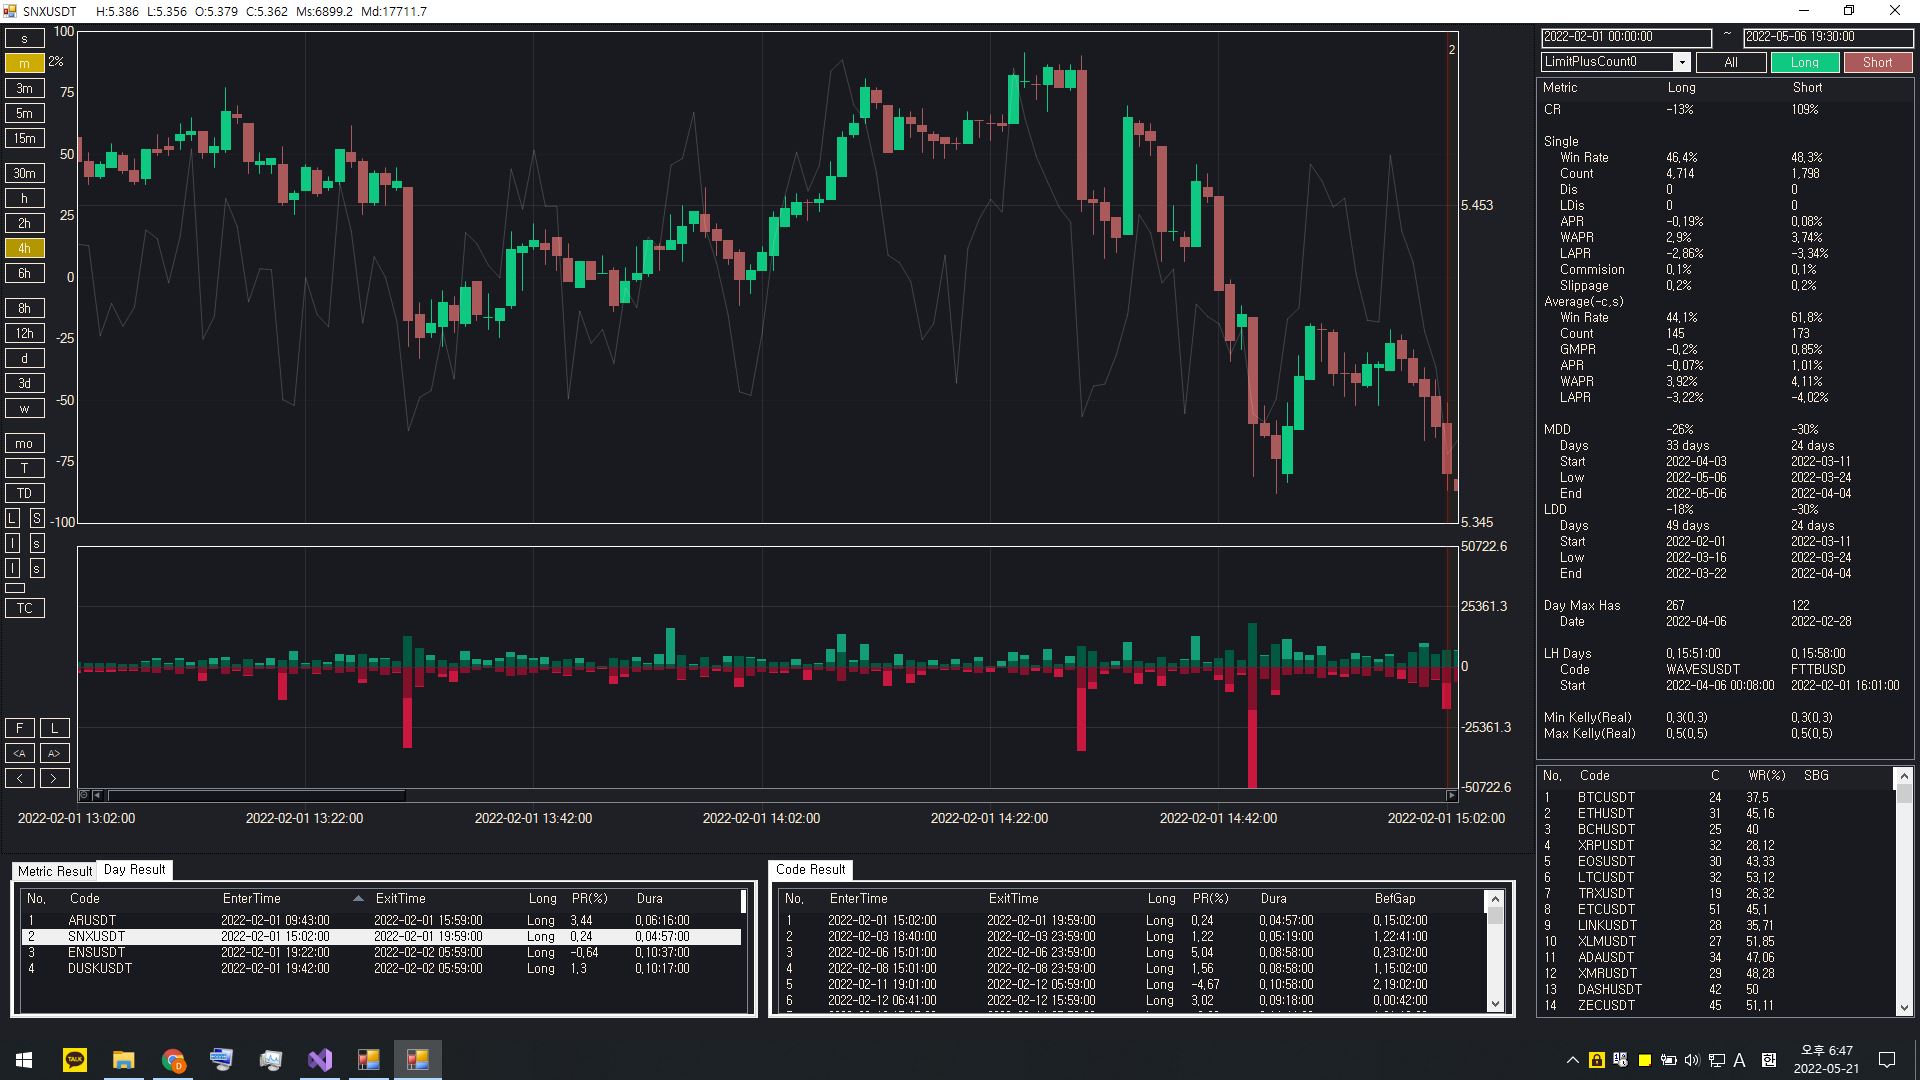 SNXUSDT H:5.386 L:5.356 O:5.379 C:5.362 Ms:6899.2 Md:17711.7
s
m 2%
3m
5m
15m
30m
h
2h
4h
6h
8h
12h
d
3d
w
mo
T
TD
L S
l s
l s
TC
F L
<A A>
< >
100
75
50
25
0
-25
-50
-75
-100
2
5.453
5.345
50722.6
25361.3
0
-25361.3
-50722.6
2022-02-01 13:02:00 2022-02-01 13:22:00 2022-02-01 13:42:00 2022-02-01 14:02:00 2022-02-01 14:22:00 2022-02-01 14:42:00 2022-02-01 15:02:00
2022-02-01 00:00:00 ~ 2022-05-06 19:30:00
LimitPlusCount0 All Long Short
Metric Long Short
CR -13% 109%
Single
Win Rate 46,4% 48,3%
Count 4,714 1,798
Dis 0 0
LDis 0 0
APR -0,19% 0,08%
WAPR 2,9% 3,74%
LAPR -2,86% -3,34%
Commision 0,1% 0,1%
Slippage 0,2% 0,2%
Average(-c,s)
Win Rate 44,1% 61,8%
Count 145 173
GMPR -0,2% 0,85%
APR -0,07% 1,01%
WAPR 3,92% 4,11%
LAPR -3,22% -4,02%
MDD -26% -30%
Days 33 days 24 days
Start 2022-04-03 2022-03-11
Low 2022-05-06 2022-03-24
End 2022-05-06 2022-04-04
LDD -18% -30%
Days 49 days 24 days
Start 2022-02-01 2022-03-11
Low 2022-03-16 2022-03-24
End 2022-03-22 2022-04-04
Day Max Has 267 122
Date 2022-04-06 2022-02-28
LH Days 0,15:51:00 0,15:58:00
Code WAVESUSDT FTTBUSD
Start 2022-04-06 00:08:00 2022-02-01 16:01:00
Min Kelly(Real) 0,3(0,3) 0,3(0,3)
Max Kelly(Real) 0,5(0,5) 0,5(0,5)
No, Code C WR(%) SBG
1 BTCUSDT 24 37,5
2 ETHUSDT 31 45,16
3 BCHUSDT 25 40
4 XRPUSDT 32 28,12
5 EOSUSDT 30 43,33
6 LTCUSDT 32 53,12
7 TRXUSDT 19 26,32
8 ETCUSDT 51 45,1
9 LINKUSDT 28 35,71
10 XLMUSDT 27 51,85
11 ADAUSDT 34 47,06
12 XMRUSDT 29 48,28
13 DASHUSDT 42 50
14 ZECUSDT 45 51,11
Metric Result Day Result
No, Code EnterTime ExitTime Long PR(%) Dura
1 ARUSDT 2022-02-01 09:43:00 2022-02-01 15:59:00 Long 3,44 0,06:16:00
2 SNXUSDT 2022-02-01 15:02:00 2022-02-01 19:59:00 Long 0,24 0,04:57:00
3 ENSUSDT 2022-02-01 19:22:00 2022-02-02 05:59:00 Long -0,64 0,10:37:00
4 DUSKUSDT 2022-02-01 19:42:00 2022-02-02 05:59:00 Long 1,3 0,10:17:00
Code Result
No, EnterTime ExitTime Long PR(%) Dura BefGap
1 2022-02-01 15:02:00 2022-02-01 19:59:00 Long 0,24 0,04:57:00 0,15:02:00
2 2022-02-03 18:40:00 2022-02-03 23:59:00 Long 1,22 0,05:19:00 1,22:41:00
3 2022-02-06 15:01:00 2022-02-06 23:59:00 Long 5,04 0,08:58:00 0,23:02:00
4 2022-02-08 15:01:00 2022-02-08 23:59:00 Long 1,56 0,08:58:00 1,15:02:00
5 2022-02-11 19:01:00 2022-02-12 05:59:00 Long -4,67 0,10:58:00 2,19:02:00
6 2022-02-12 06:41:00 2022-02-12 15:59:00 Long 3,02 0,09:18:00 0,00:42:00
TALK
A
오후 6:47
2022-05-21